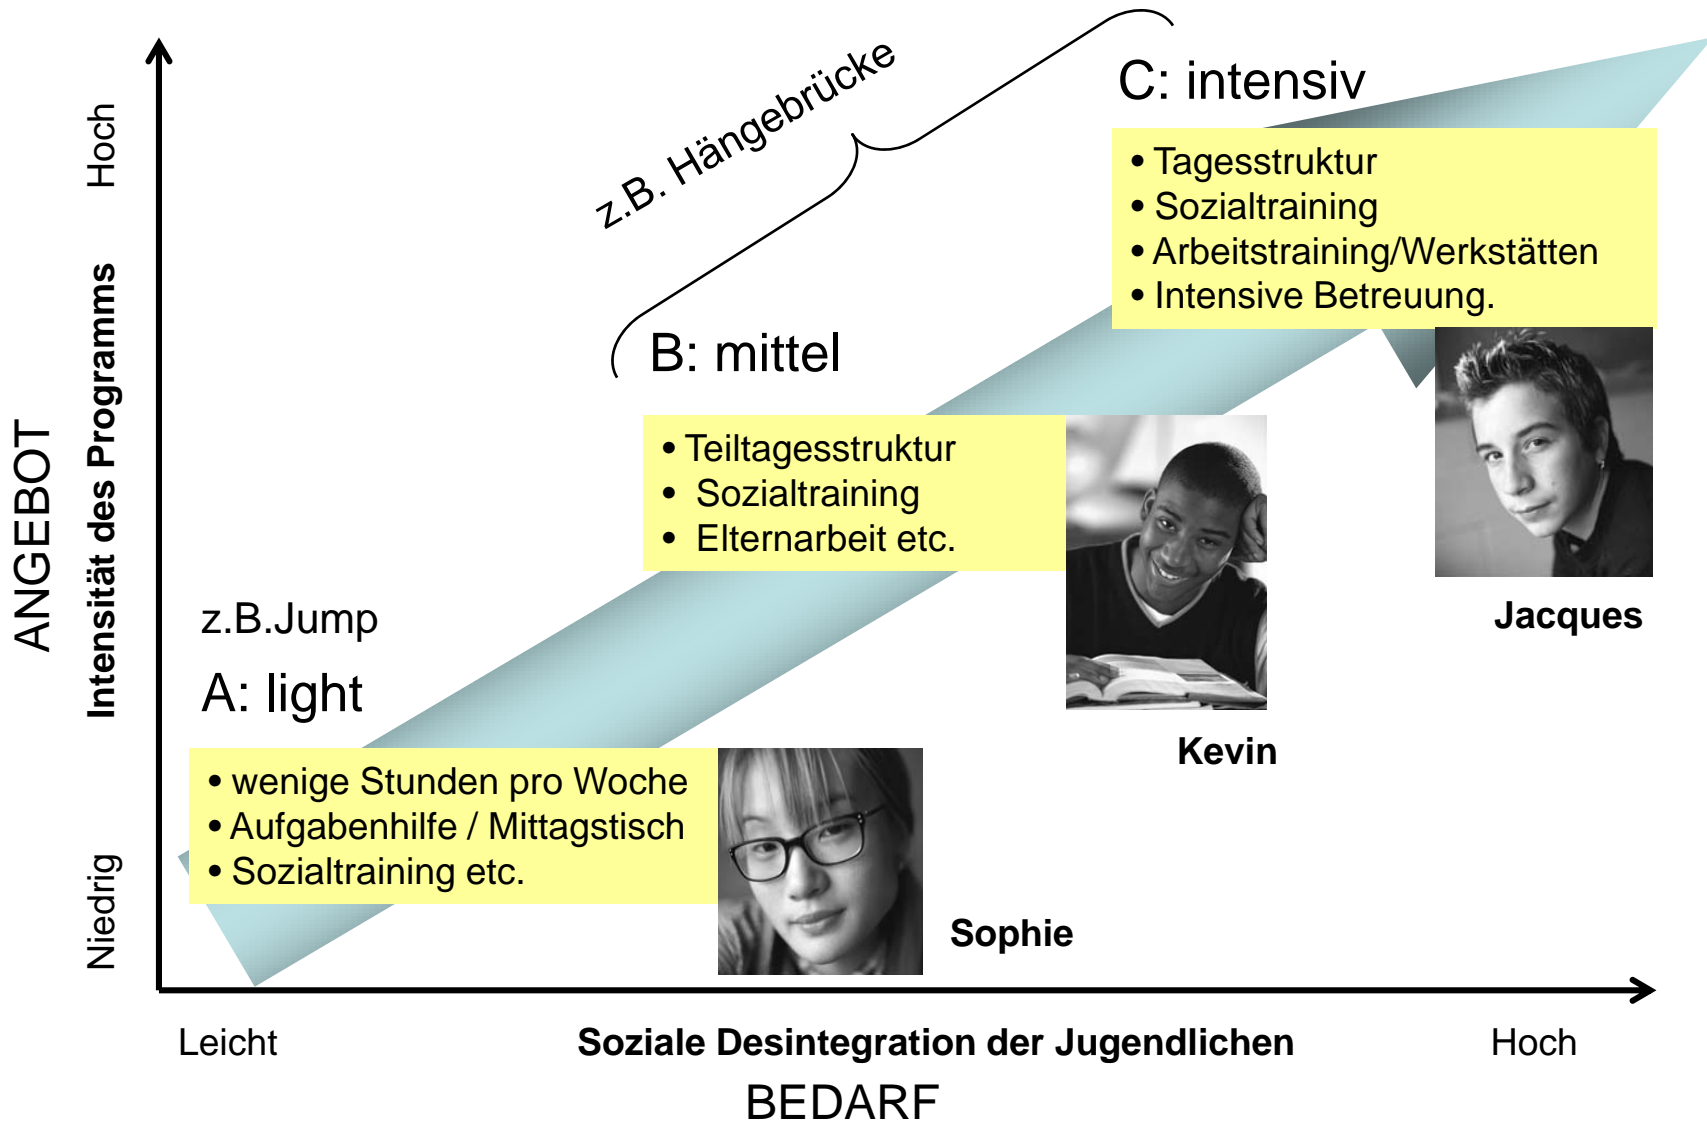 z.B. Hängebrücke
C: intensiv
• Tagesstruktur
• Sozialtraining
• Arbeitstraining/Werkstätten
• Intensive Betreuung.
Jacques
B: mittel
• Teiltagesstruktur
• Sozialtraining
• Elternarbeit etc.
Kevin
z.B.Jump
A: light
• wenige Stunden pro Woche
• Aufgabenhilfe / Mittagstisch
• Sozialtraining etc.
Sophie
ANGEBOT
Intensität des Programms
Hoch
Niedrig
Leicht
Soziale Desintegration der Jugendlichen
Hoch
BEDARF